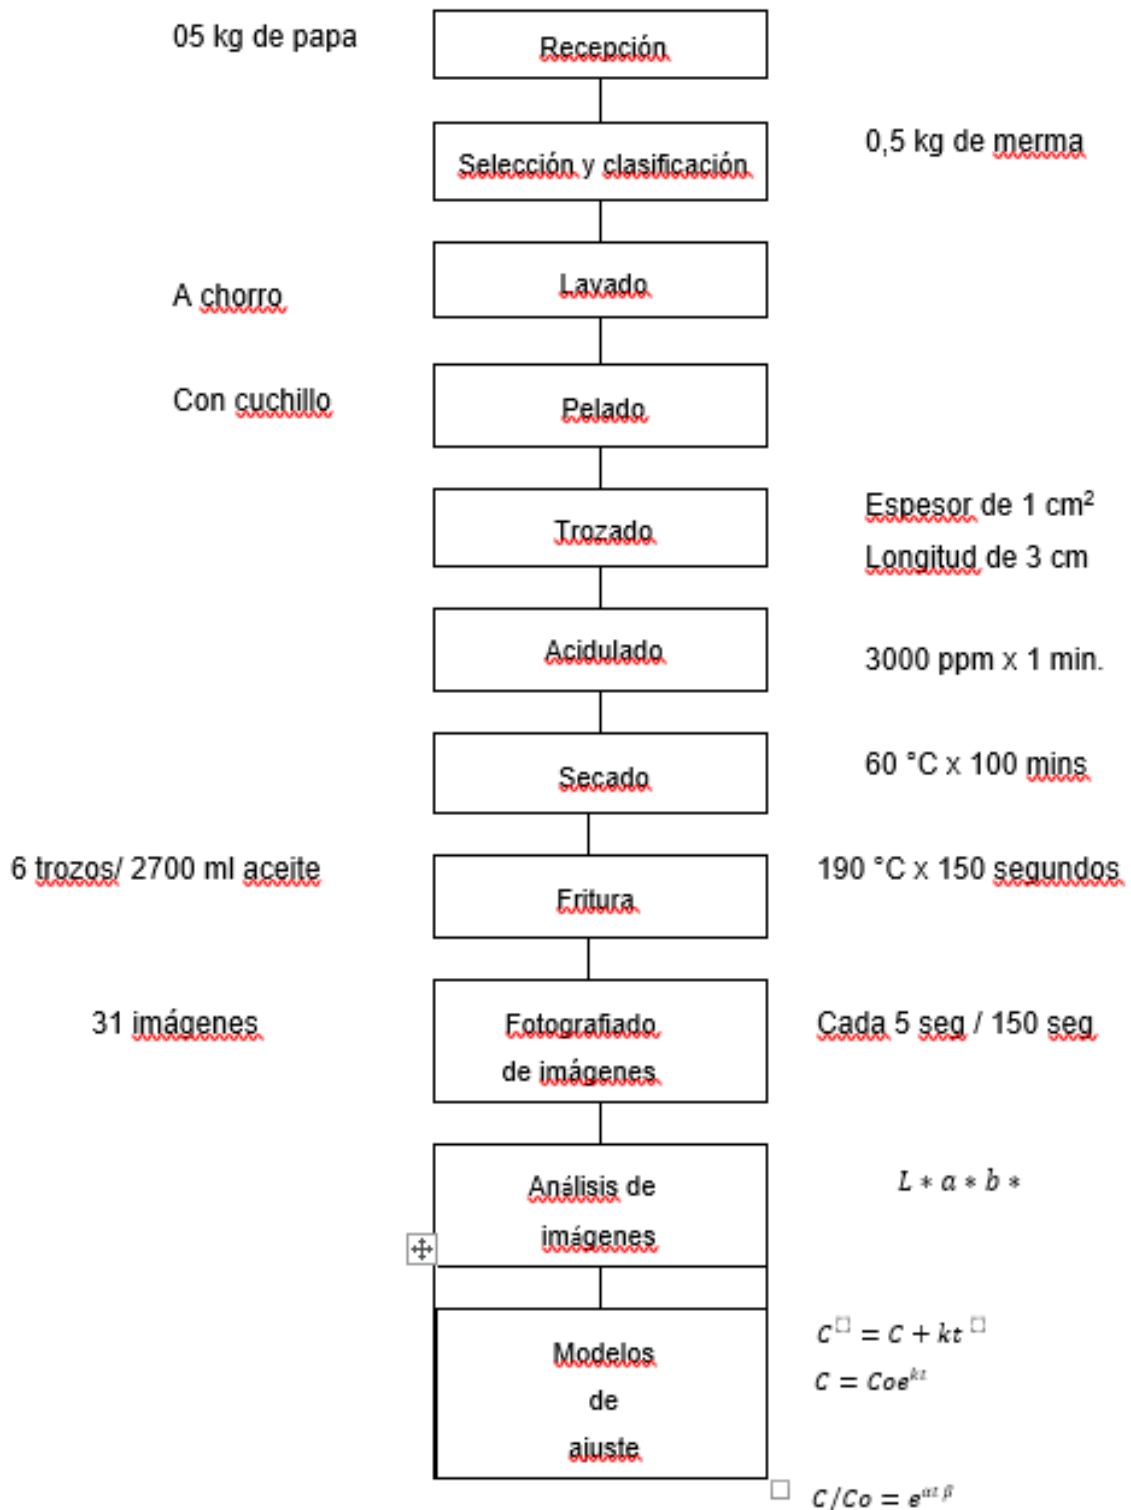 05 kg de papa
Recepción
Selección y clasificación
0,5 kg de merma
Lavado
A chorro
Con cuchillo
Pelado
Trozado
Espesor de 1 cm²
Longitud de 3 cm
Acidulado
3000 ppm x 1 min.
Secado
60 °C x 100 mins
6 trozos/ 2700 ml aceite
Fritura
190 °C x 150 segundos
31 imágenes
Fotografiado
de imágenes
Cada 5 seg / 150 seg
Análisis de
imágenes
L * a * b *
Modelos
de
ajuste
C□ = C + kt □
C = Coe^{kt}
C/Co = e^{αt β}